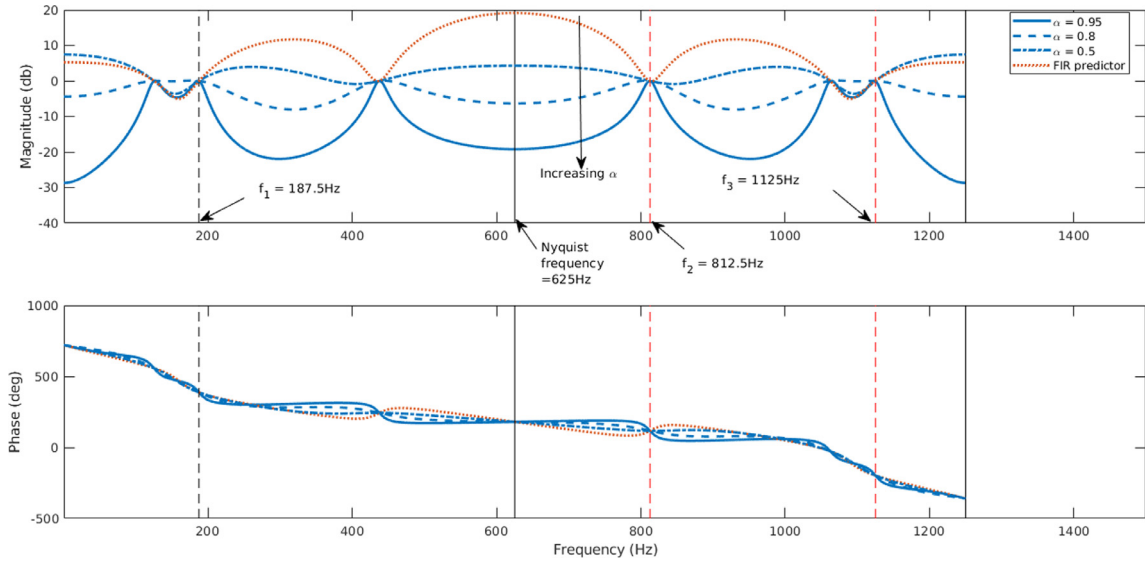 20
10
0
-10
-20
-30
-40
Magnitude (db)
α = 0.95
α = 0.8
α = 0.5
FIR predictor
Increasing α
f1 = 187.5Hz
f3 = 1125Hz
200
400
600
800
1000
1200
1400
Nyquist
frequency
=625Hz
f2 = 812.5Hz
1000
500
0
-500
Phase (deg)
200
400
600
800
1000
1200
1400
Frequency (Hz)